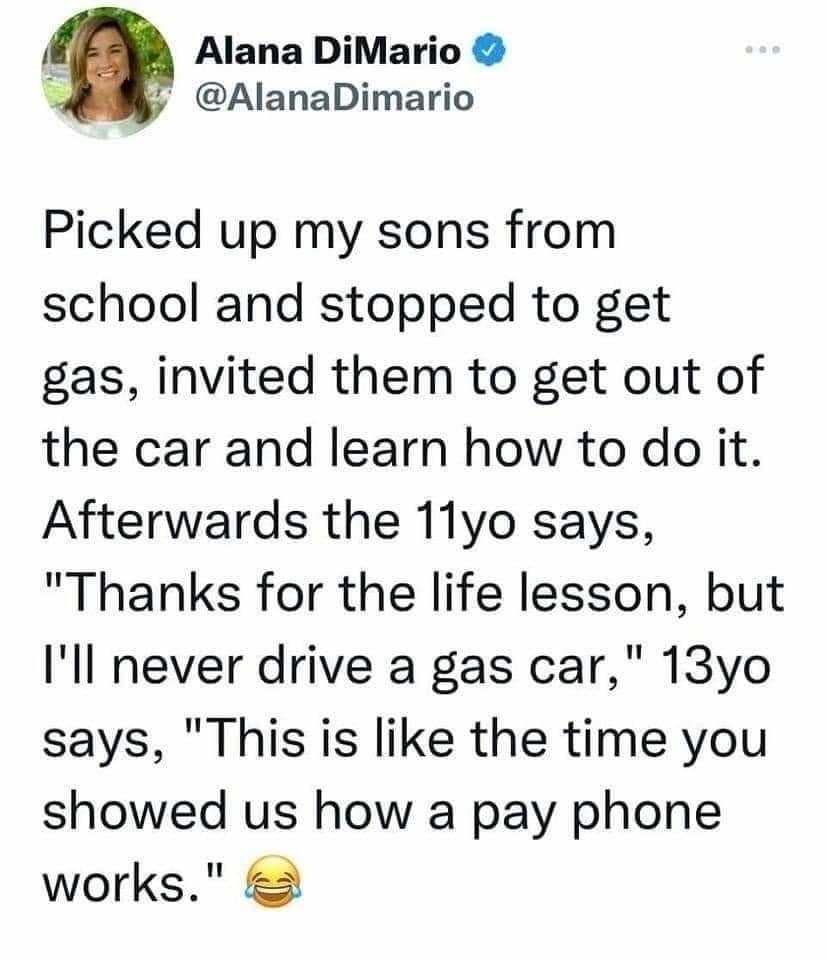 Alana DiMario
@AlanaDimario
Picked up my sons from
school and stopped to get
gas, invited them to get out of
the car and learn how to do it.
Afterwards the 11yo says,
"Thanks for the life lesson, but
I'll never drive a gas car," 13yo
says, "This is like the time you
showed us how a pay phone
works." 😂